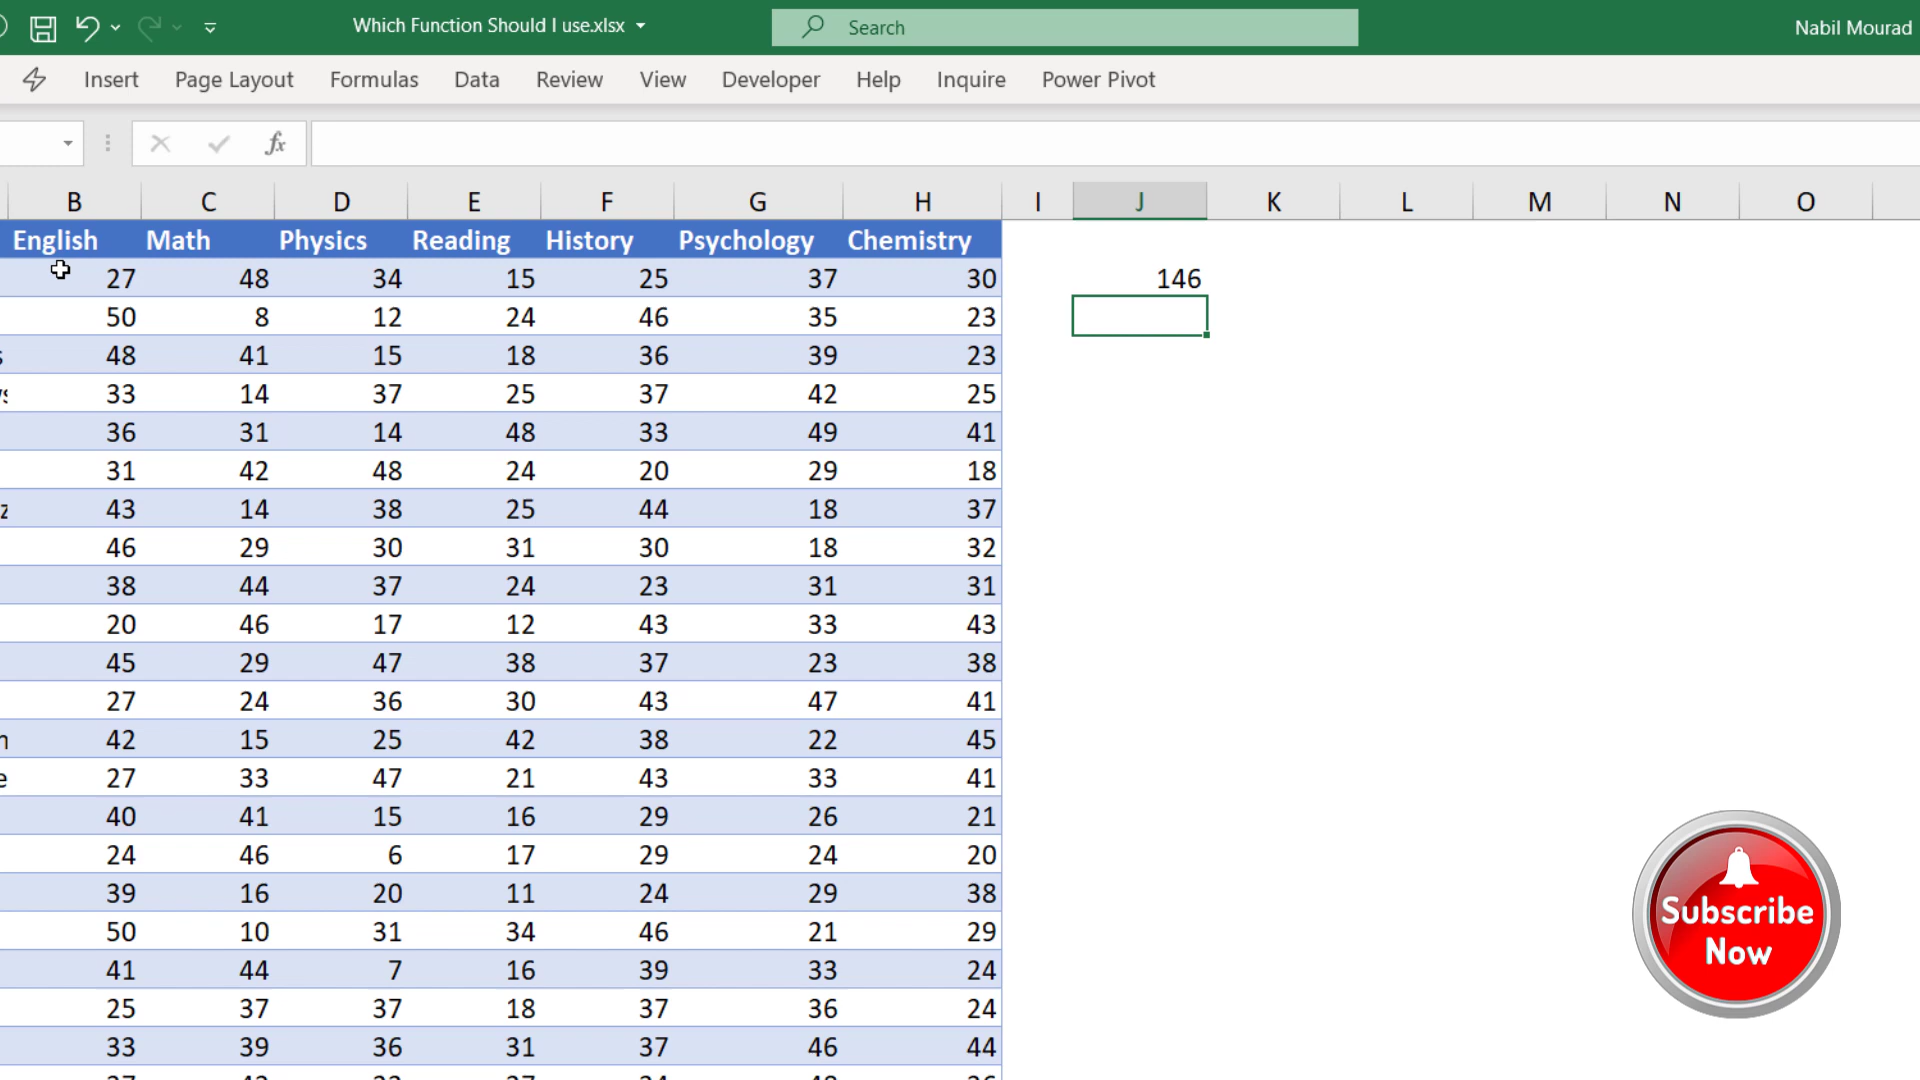 Which Function Should I use.xlsx
Search
Nabil Mourad
Insert Page Layout Formulas Data Review View Developer Help Inquire Power Pivot
fx
B C D E F G H I J K L M N O
English Math Physics Reading History Psychology Chemistry
27 48 34 15 25 37 30 146
50 8 12 24 46 35 23
48 41 15 18 36 39 23
33 14 37 25 37 42 25
36 31 14 48 33 49 41
31 42 48 24 20 29 18
z 43 14 38 25 44 18 37
46 29 30 31 30 18 32
38 44 37 24 23 31 31
20 46 17 12 43 33 43
45 29 47 38 37 23 38
27 24 36 30 43 47 41
n 42 15 25 42 38 22 45
e 27 33 47 21 43 33 41
40 41 15 16 29 26 21
24 46 6 17 29 24 20
39 16 20 11 24 29 38
50 10 31 34 46 21 29
41 44 7 16 39 33 24
25 37 37 18 37 36 24
33 39 36 31 37 46 44
Subscribe
Now